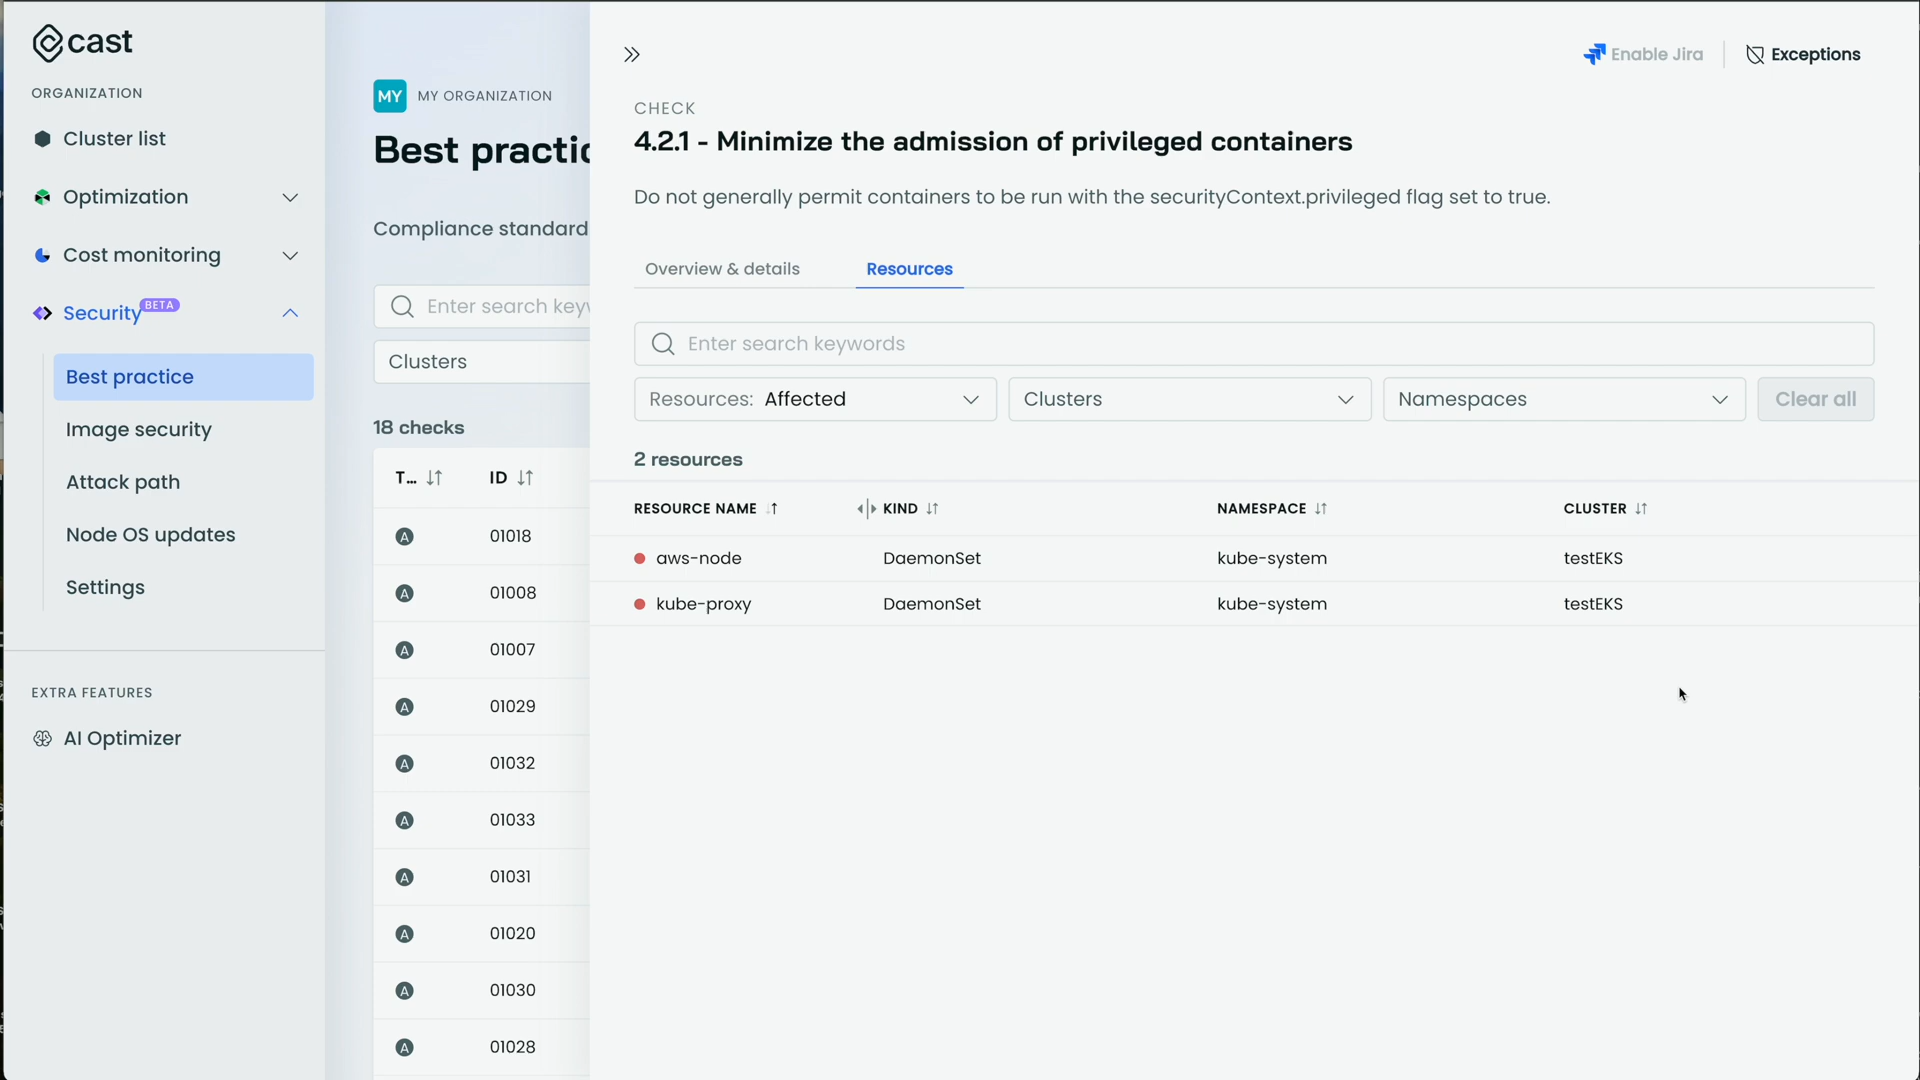 cast
ORGANIZATION
Cluster list
Optimization
Cost monitoring
Security BETA
Best practice
Image security
Attack path
Node OS updates
Settings
EXTRA FEATURES
AI Optimizer
MY MY ORGANIZATION
Best practic
Compliance standard
Enter search keyw
Clusters
18 checks
T... ID
A 01018
A 01008
A 01007
A 01029
A 01032
A 01033
A 01031
A 01020
A 01030
A 01028
Enable Jira Exceptions
CHECK
4.2.1 - Minimize the admission of privileged containers
Do not generally permit containers to be run with the securityContext.privileged flag set to true.
Overview & details Resources
Enter search keywords
Resources: Affected Clusters Namespaces Clear all
2 resources
RESOURCE NAME KIND NAMESPACE CLUSTER
aws-node DaemonSet kube-system testEKS
kube-proxy DaemonSet kube-system testEKS